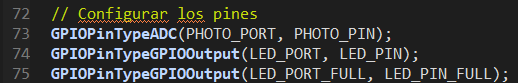 72 // Configurar los pines
73 GPIOPinTypeADC(PHOTO_PORT, PHOTO_PIN);
74 GPIOPinTypeGPIOOutput(LED_PORT, LED_PIN);
75 GPIOPinTypeGPIOOutput(LED_PORT_FULL, LED_PIN_FULL);